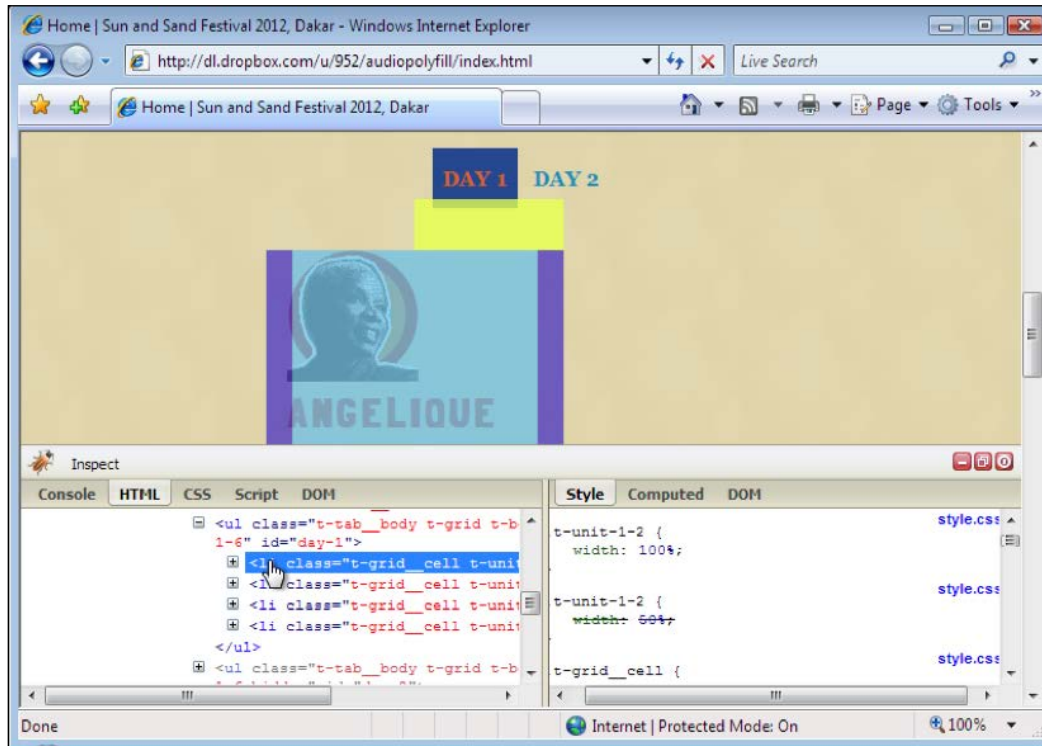 Home | Sun and Sand Festival 2012, Dakar - Windows Internet Explorer
http://dl.dropbox.com/u/952/audiopolyfill/index.html
Live Search
Home | Sun and Sand Festival 2012, Dakar
Page
Tools
DAY 1 DAY 2
ANGELIQUE
Inspect
Console HTML CSS Script DOM
<ul class="t-tab__body t-grid t-b
1-6" id="day-1">
<li class="t-grid__cell t-unit
<li class="t-grid__cell t-unit
<li class="t-grid__cell t-unit
<li class="t-grid__cell t-unit
</ul>
<ul class="t-tab__body t-grid t-b
Style Computed DOM
style.css
t-unit-1-2 {
width: 100%;
style.css
t-unit-1-2 {
width: 50%;
style.css
t-grid__cell {
Done
Internet | Protected Mode: On
100%